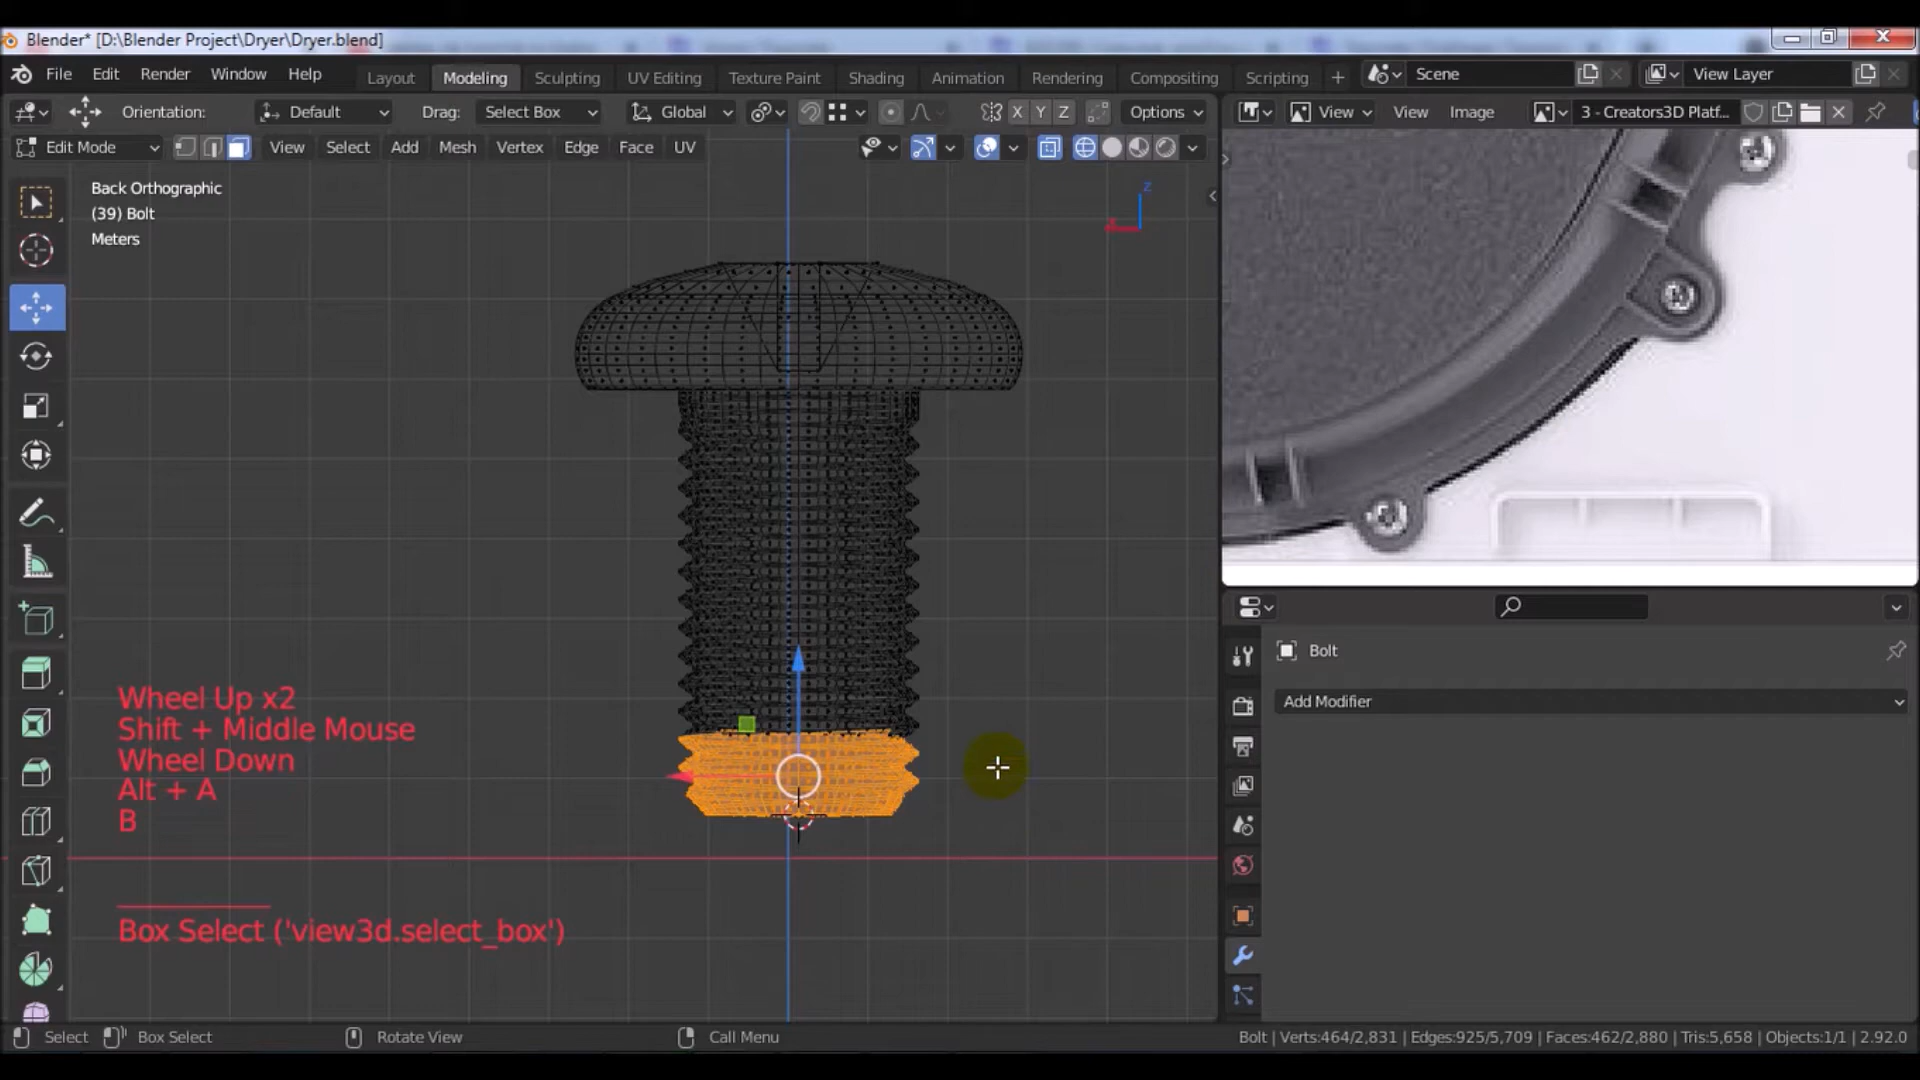 Blender* [D:\Blender Project\Dryer\Dryer.blend]
File Edit Render Window Help
Layout Modeling Sculpting UV Editing Texture Paint Shading Animation Rendering Compositing Scripting +
Scene
View Layer
Orientation: Default Drag: Select Box Global X Y Z Options
View View Image 3 - Creators3D Platf...
Edit Mode View Select Add Mesh Vertex Edge Face UV
Back Orthographic
(39) Bolt
Meters
Z
X
Bolt
Add Modifier
Wheel Up x2
Shift + Middle Mouse
Wheel Down
Alt + A
B
Box Select ('view3d.select_box')
Select Box Select Rotate View Call Menu
Bolt | Verts:464/2,831 | Edges:925/5,709 | Faces:462/2,880 | Tris:5,658 | Objects:1/1 | 2.92.0